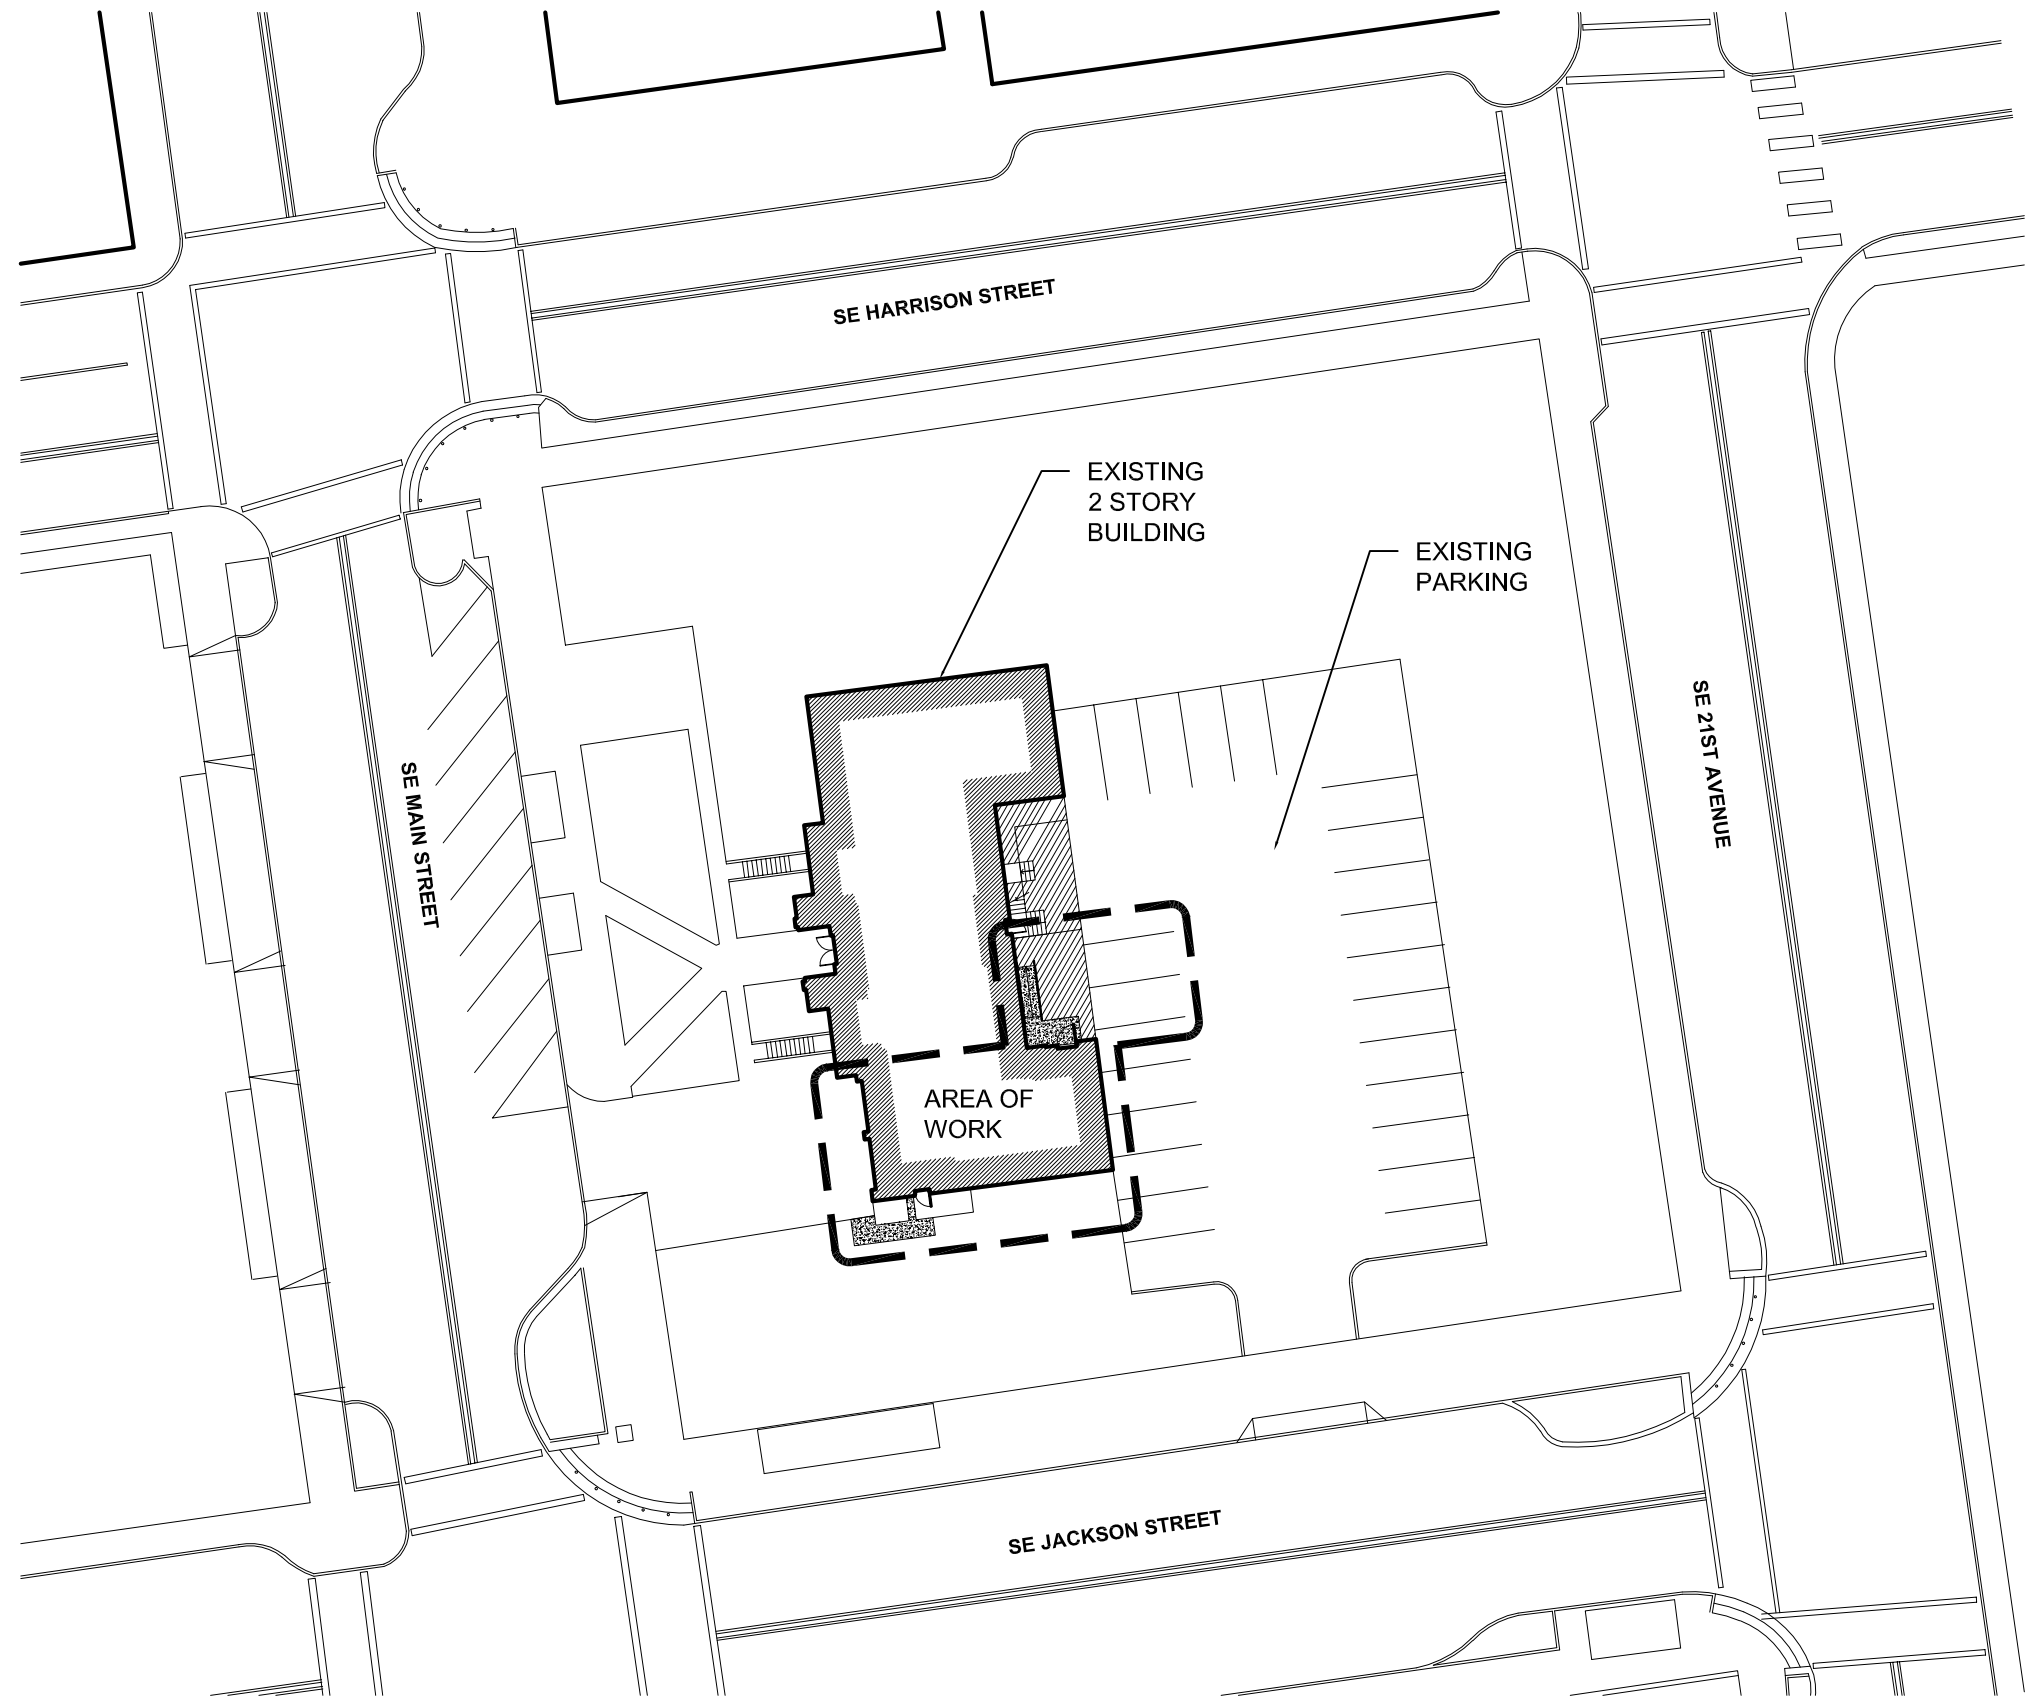 SE HARRISON STREET
EXISTING
2 STORY
BUILDING
EXISTING
PARKING
SE 21ST AVENUE
SE MAIN STREET
AREA OF
WORK
SE JACKSON STREET